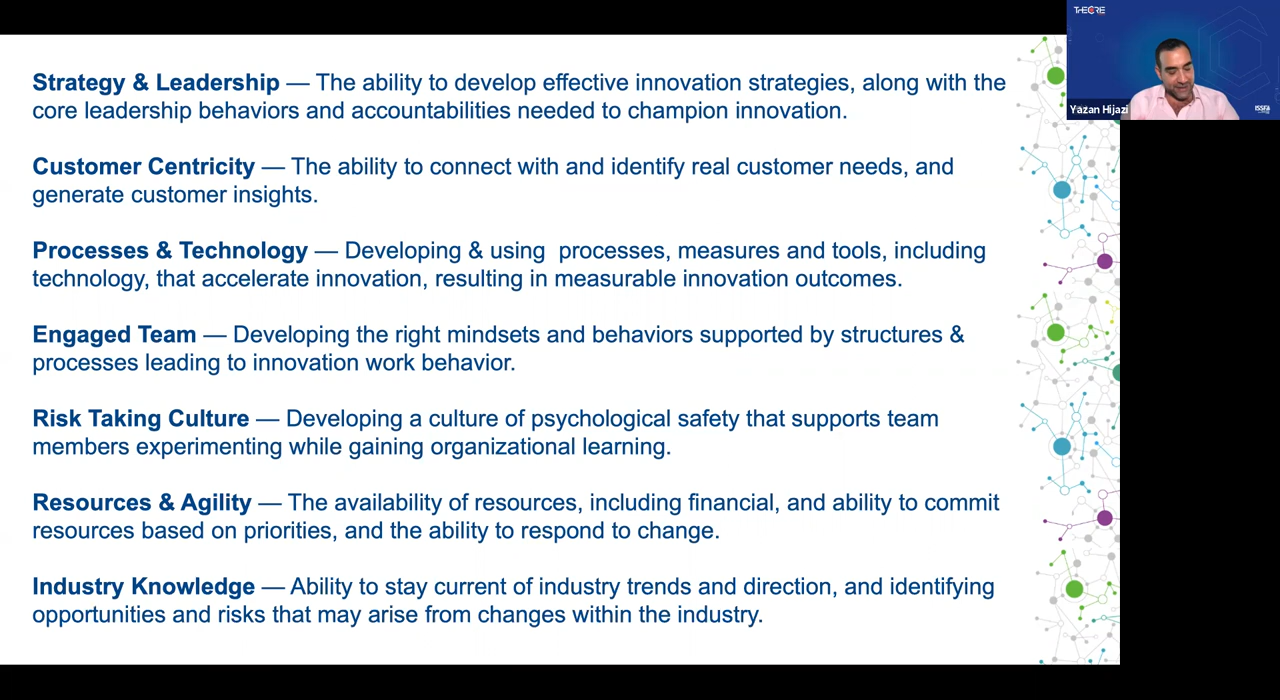 Strategy & Leadership — The ability to develop effective innovation strategies, along with the
core leadership behaviors and accountabilities needed to champion innovation.
Customer Centricity — The ability to connect with and identify real customer needs, and
generate customer insights.
Processes & Technology — Developing & using  processes, measures and tools, including
technology, that accelerate innovation, resulting in measurable innovation outcomes.
Engaged Team — Developing the right mindsets and behaviors supported by structures &
processes leading to innovation work behavior.
Risk Taking Culture — Developing a culture of psychological safety that supports team
members experimenting while gaining organizational learning.
Resources & Agility — The availability of resources, including financial, and ability to commit
resources based on priorities, and the ability to respond to change.
Industry Knowledge — Ability to stay current of industry trends and direction, and identifying
opportunities and risks that may arise from changes within the industry.
THECORE
Yazan Hijazi
ISSFA